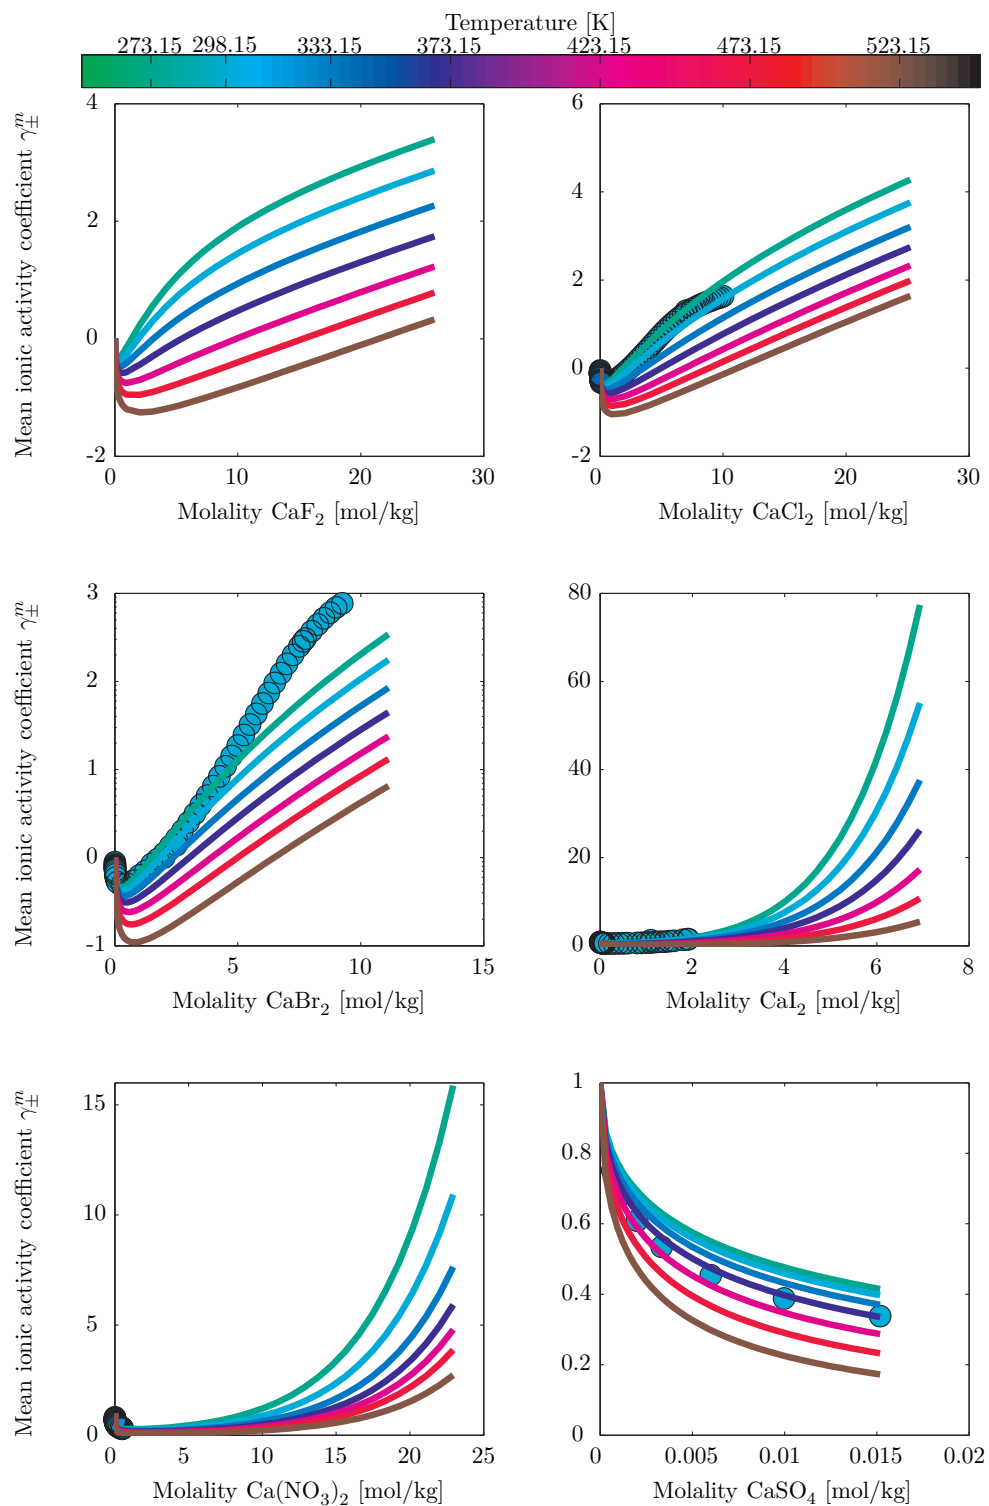 Temperature [K]
273.15 298.15 333.15 373.15 423.15 473.15 523.15
Mean ionic activity coefficient γ±^m
4
2
0
-2
0 10 20 30
Molality CaF₂ [mol/kg]
6
4
2
0
-2
0 10 20 30
Molality CaCl₂ [mol/kg]
Mean ionic activity coefficient γ±^m
3
2
1
0
-1
0 5 10 15
Molality CaBr₂ [mol/kg]
80
60
40
20
0
0 2 4 6 8
Molality CaI₂ [mol/kg]
Mean ionic activity coefficient γ±^m
15
10
5
0
0 5 10 15 20 25
Molality Ca(NO₃)₂ [mol/kg]
1
0.8
0.6
0.4
0.2
0
0 0.005 0.01 0.015 0.02
Molality CaSO₄ [mol/kg]